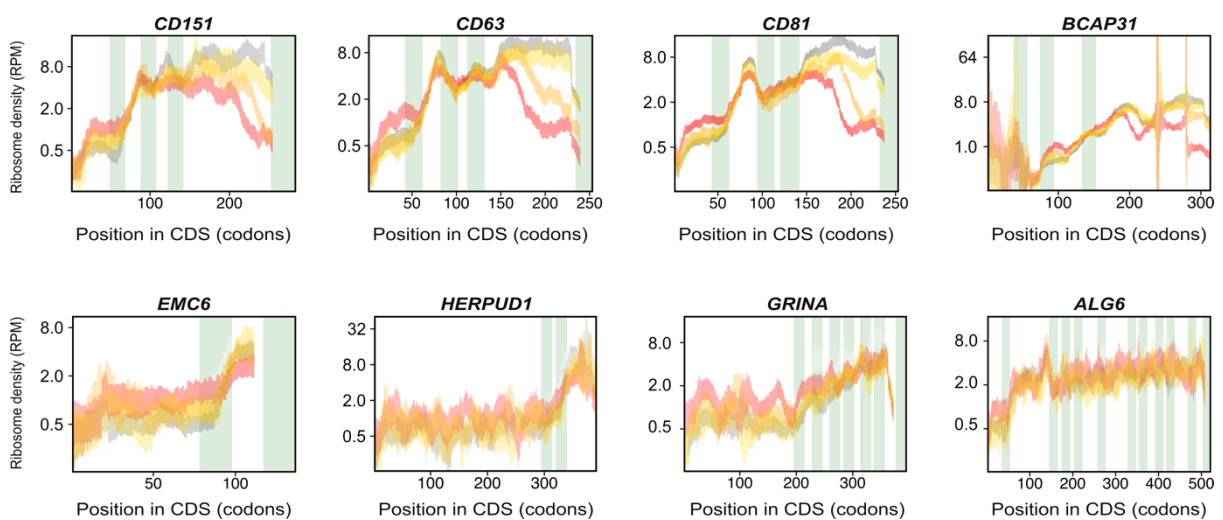 CD151 CD63 CD81 BCAP31
Ribosome density (RPM)
8.0 8.0 8.0 64
2.0 2.0 2.0 8.0
0.5 0.5 0.5 1.0
100 200 50 100 150 200 250 50 100 150 200 250 100 200 300
Position in CDS (codons) Position in CDS (codons) Position in CDS (codons) Position in CDS (codons)
EMC6 HERPUD1 GRINA ALG6
Ribosome density (RPM)
8.0 32 8.0 8.0
2.0 8.0 2.0 2.0
0.5 2.0 0.5 0.5
0.5
50 100 100 200 300 100 200 300 400 100 200 300 400 500
Position in CDS (codons) Position in CDS (codons) Position in CDS (codons) Position in CDS (codons)